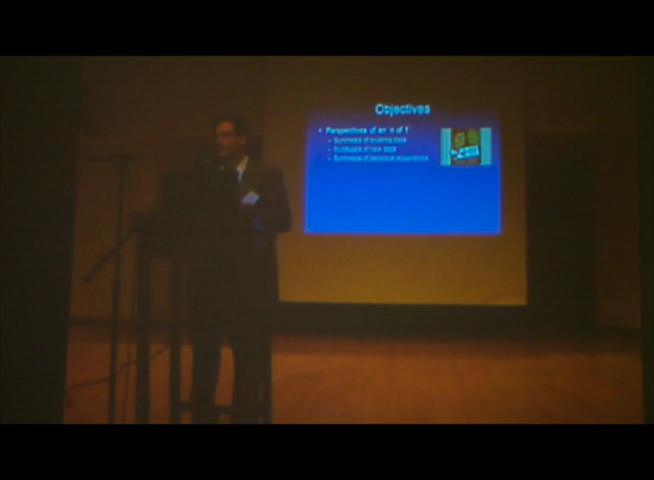 Objectives
• Perspectives of an 'n of 1'
– Synthesis of existing data
– Synthesis of new data
– Synthesis of personal experience